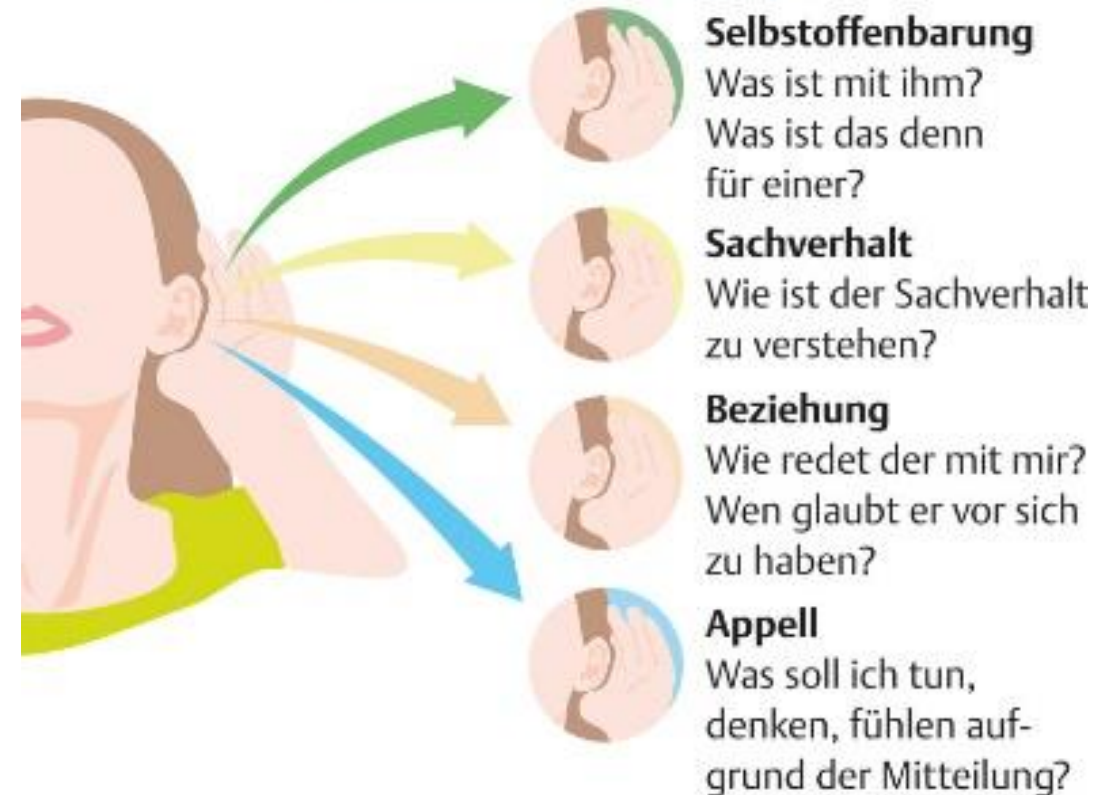 Selbstoffenbarung
Was ist mit ihm?
Was ist das denn
für einer?
Sachverhalt
Wie ist der Sachverhalt
zu verstehen?
Beziehung
Wie redet der mit mir?
Wen glaubt er vor sich
zu haben?
Appell
Was soll ich tun,
denken, fühlen auf-
grund der Mitteilung?